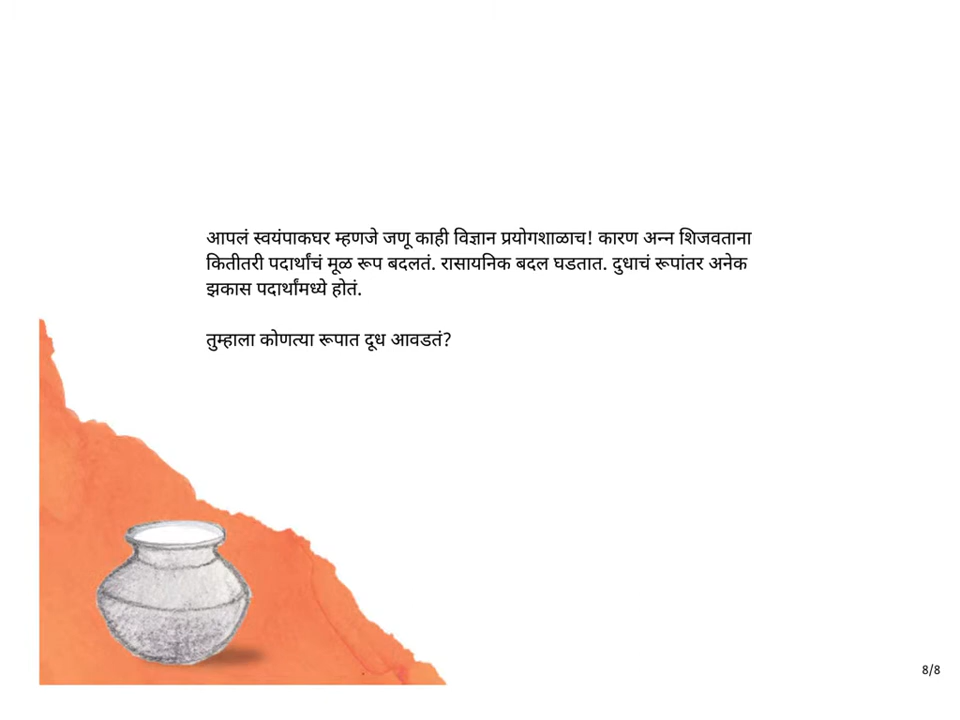 आपलं स्वयंपाकघर म्हणजे जणू काही विज्ञान प्रयोगशाळाच! कारण अन्न शिजवताना
कितीतरी पदार्थांचं मूळ रूप बदलतं. रासायनिक बदल घडतात. दुधाचं रूपांतर अनेक
झकास पदार्थांमध्ये होतं.
तुम्हाला कोणत्या रूपात दूध आवडतं?
8/8